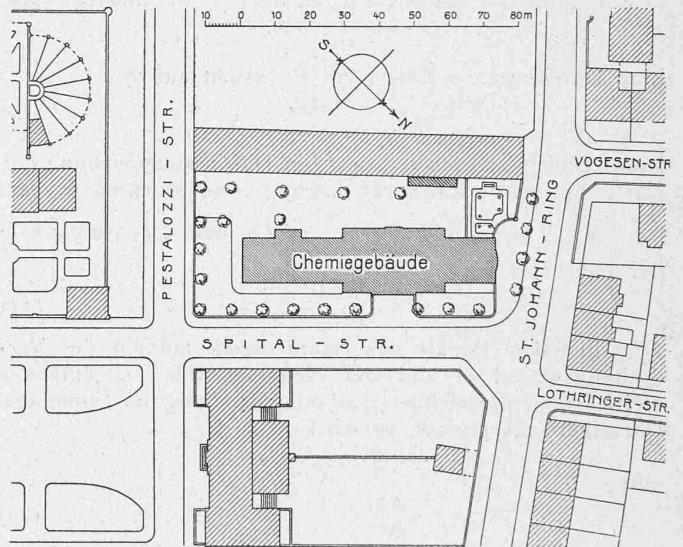 10 0 10 20 30 40 50 60 70 80m
S
N
PESTALOZZI STR.
VOGESEN-STR
ST. JOHANN-RING
Chemiegebäude
SPITAL STR.
LOTHRINGER-STR.